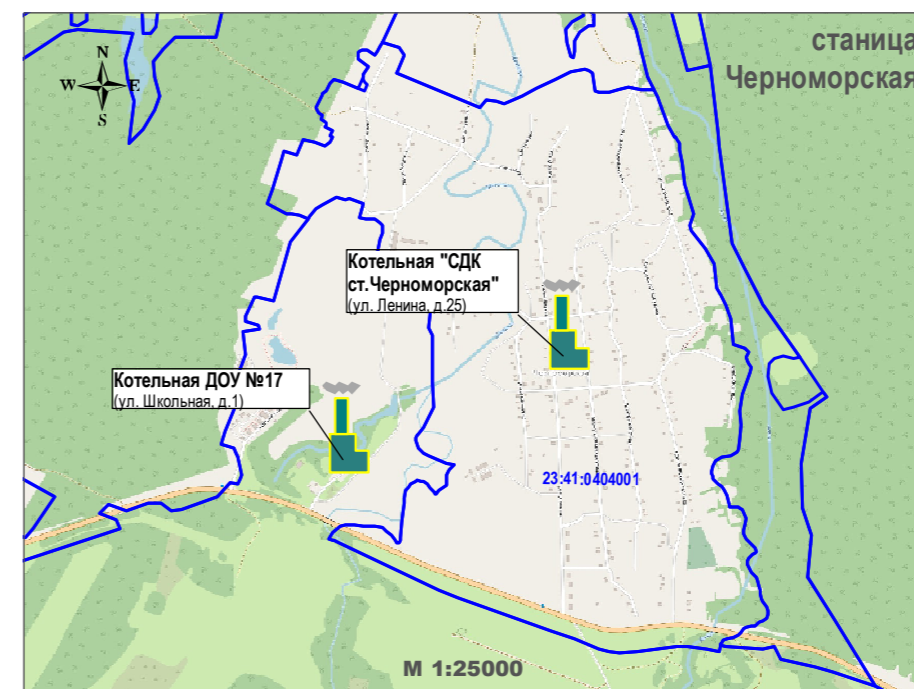 станица
Черноморская
N
W E
S
Котельная "СДК
ст.Черноморская"
(ул. Ленина, д.25)
Котельная ДОУ №17
(ул. Школьная, д.1)
23:41:0404001
М 1:25000